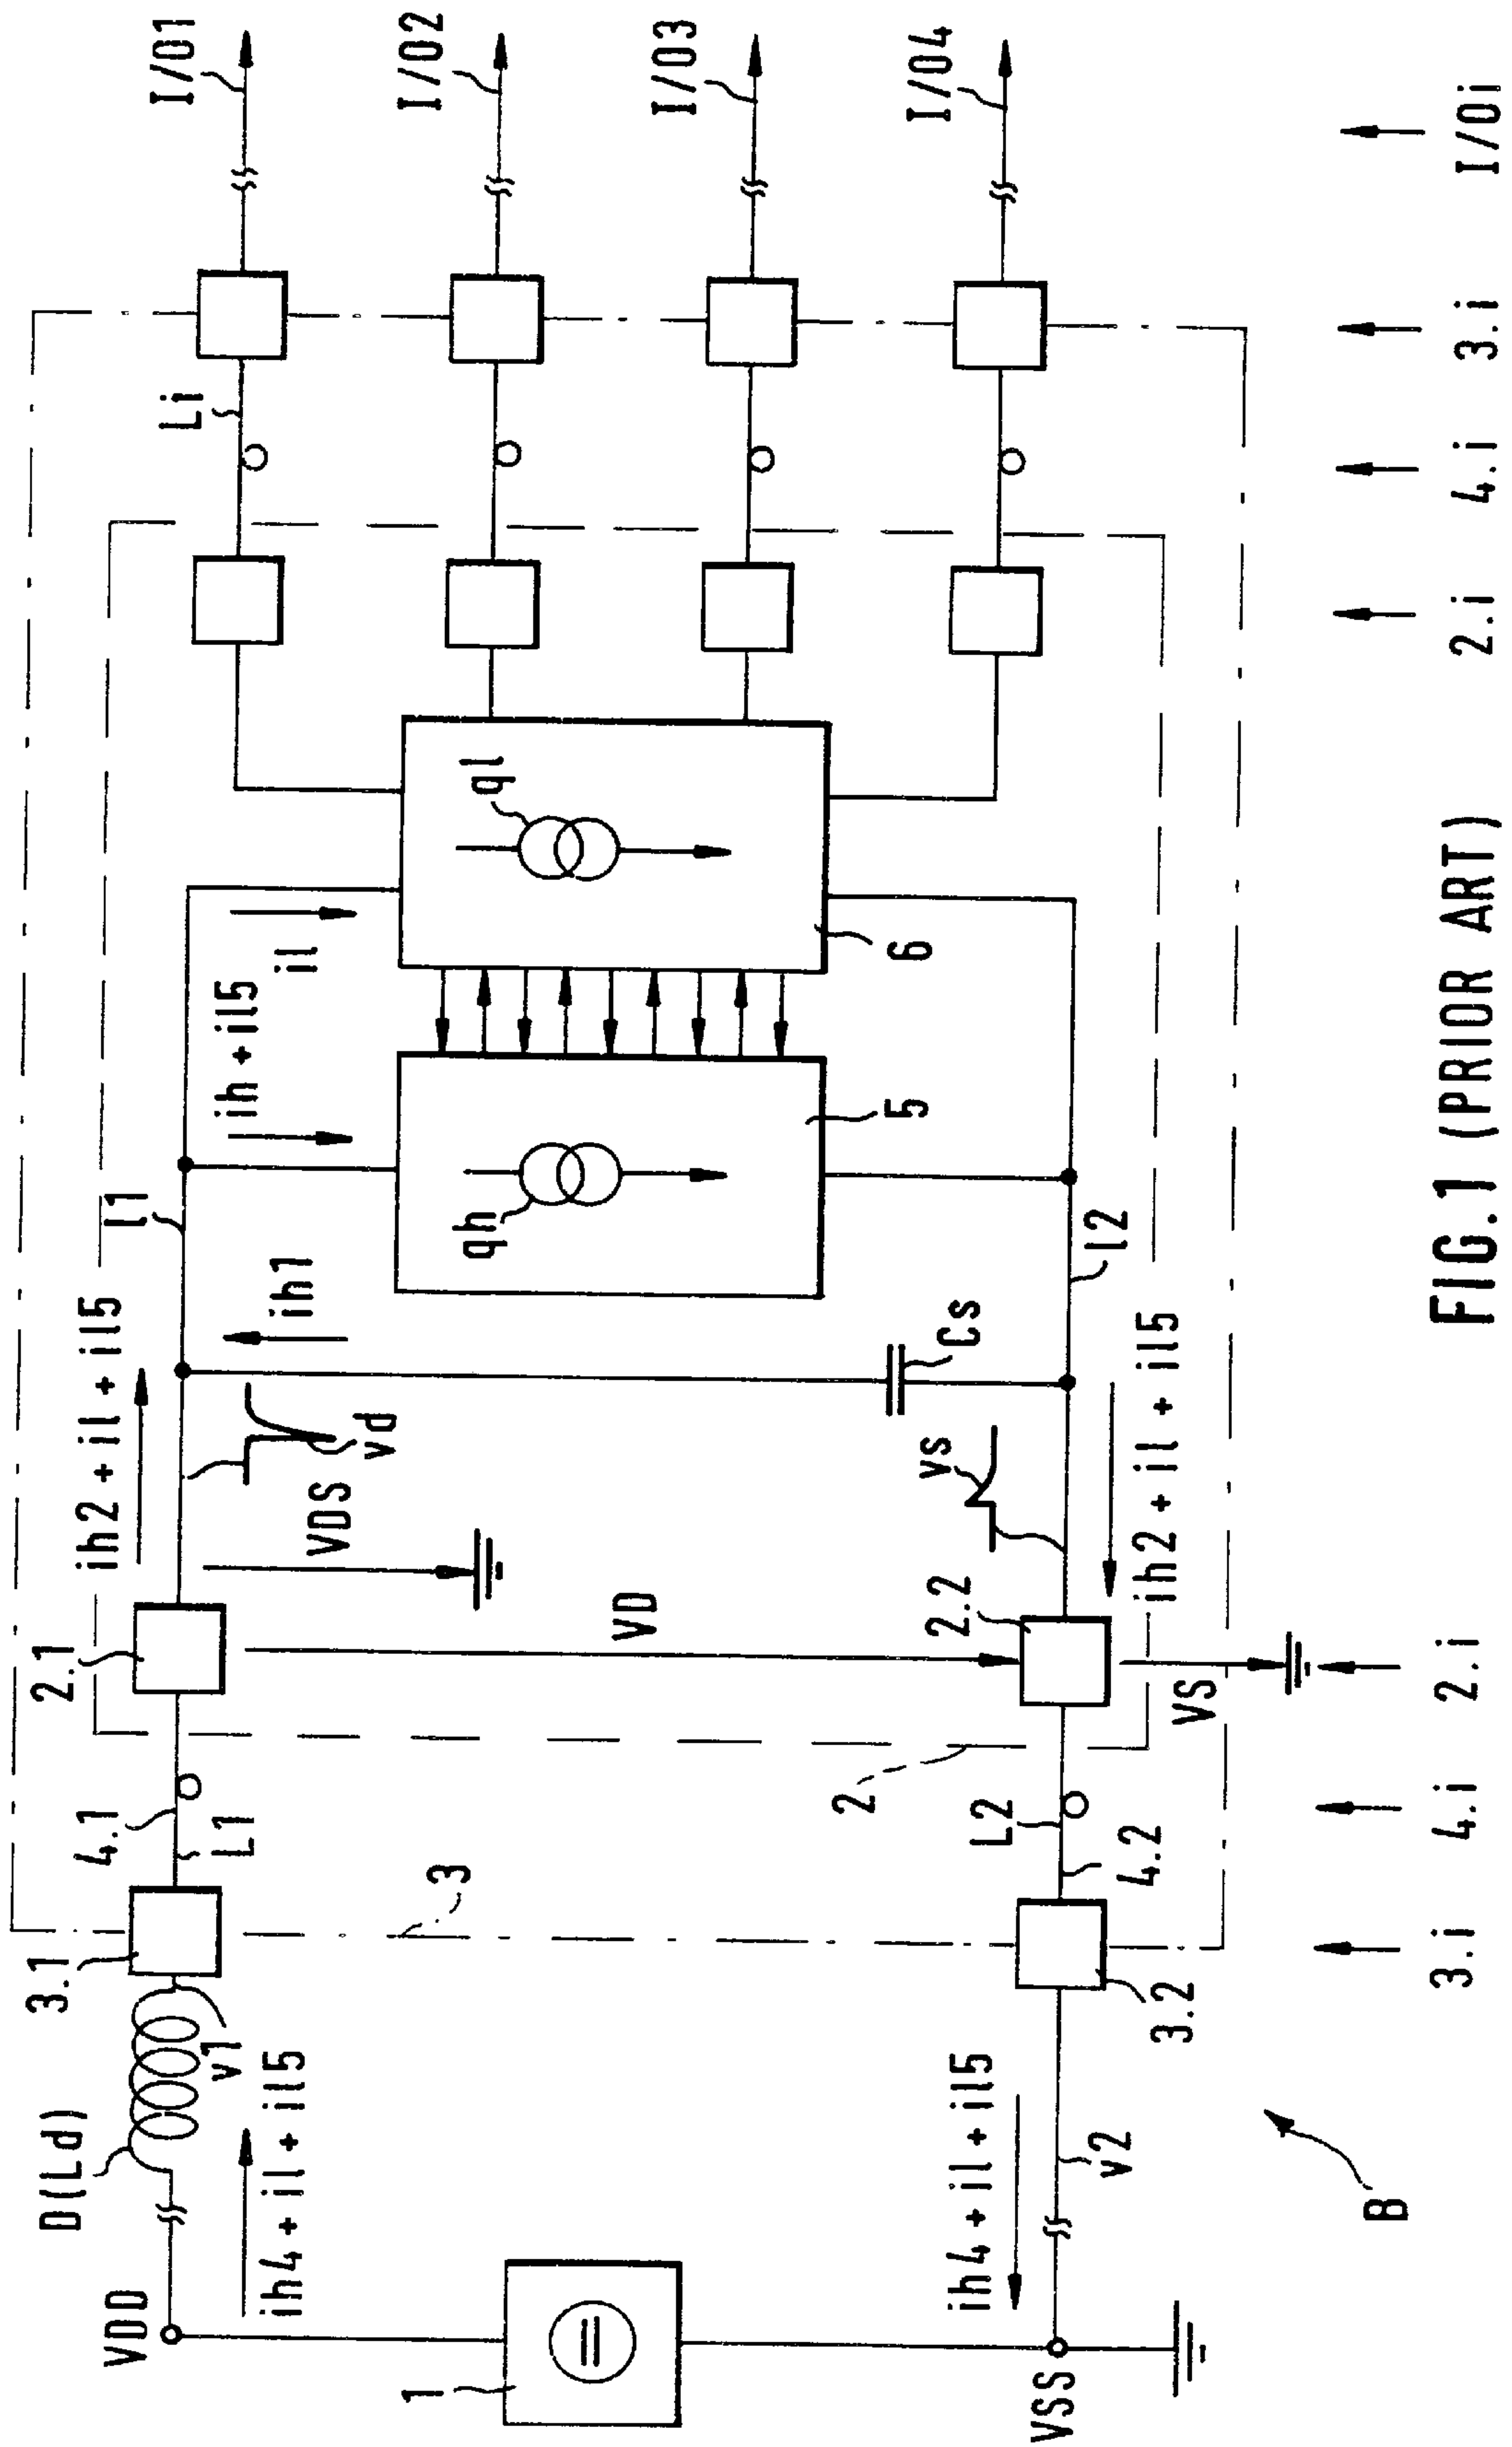 VDD
D(Ld)
v1
3.1
4.1
L1
2.1
ih2 + il + il5
l1
ih4 + il + il5
VDS
vd
ih1
ih + il5
il
Li
I/O1
I/O2
I/O3
I/O4
1
3
VD
qh
5
ql
6
Cs
vs
2
2.2
L2
l2
ih4 + il + il5
VSS
v2
3.2
4.2
VS
ih2 + il + il5
B
3.i
4.i
2.i
2.i
4.i
3.i
I/Oi
FIG.1 (PRIOR ART)